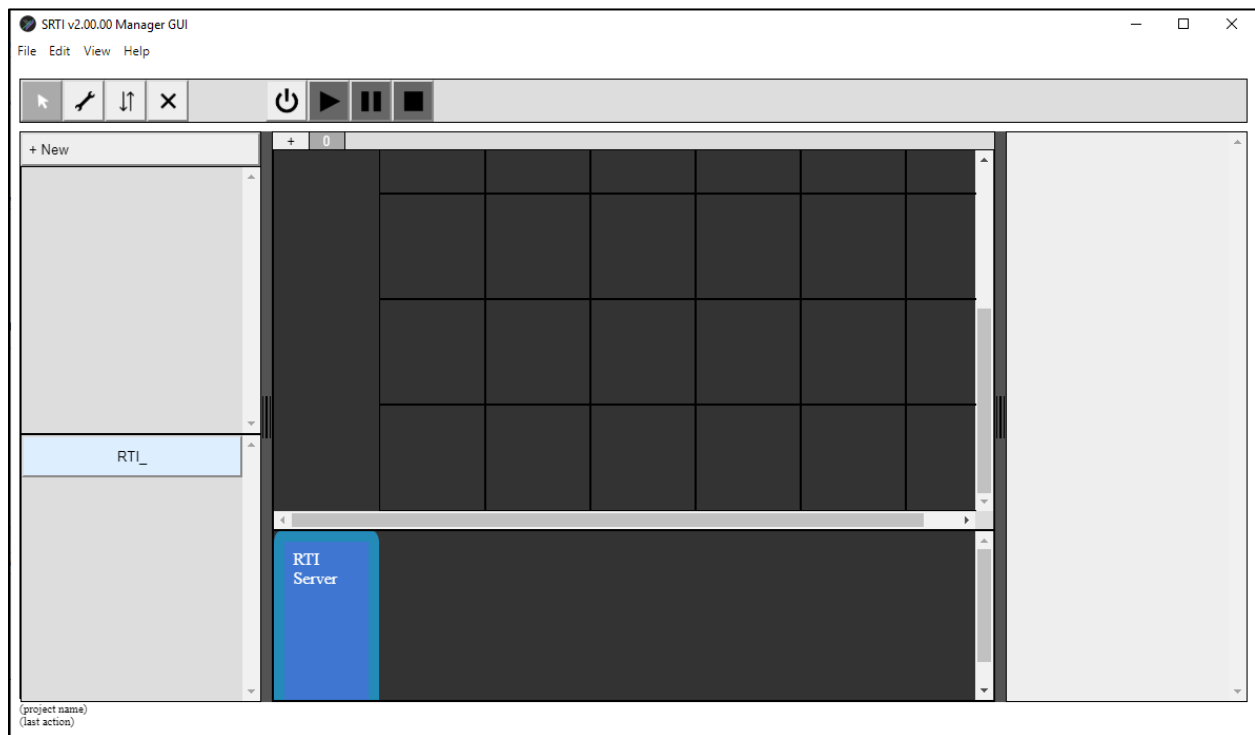 SRTI v2.00.00 Manager GUI
File Edit View Help
+ New
+ 0
RTI_
RTI
Server
(project name)
(last action)